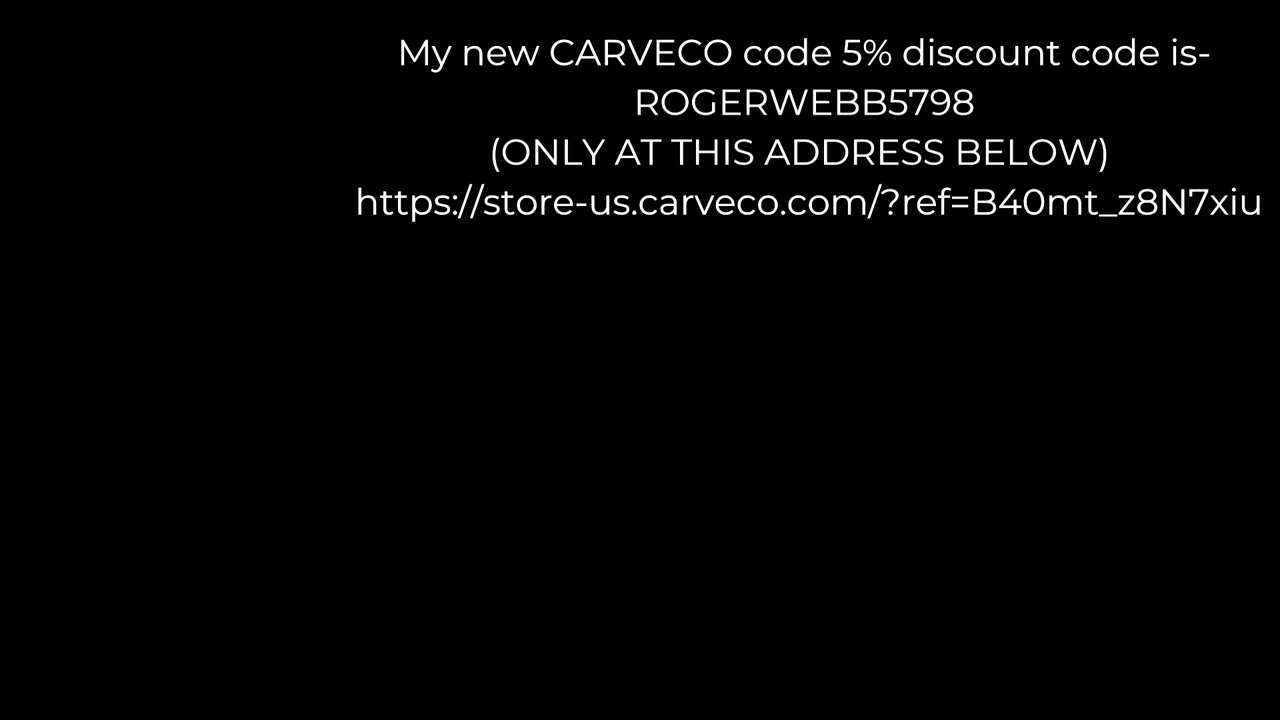 My new CARVECO code 5% discount code is-
ROGERWEBB5798
(ONLY AT THIS ADDRESS BELOW)
https://store-us.carveco.com/?ref=B40mt_z8N7xiu